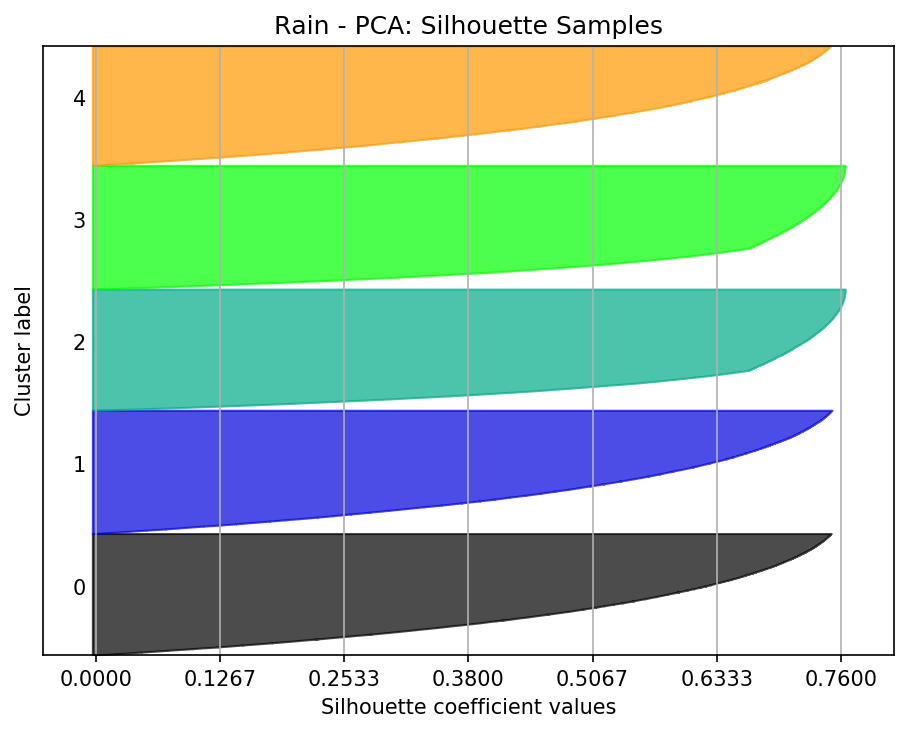 Rain - PCA: Silhouette Samples
Cluster label
4
3
2
1
0
0.0000 0.1267 0.2533 0.3800 0.5067 0.6333 0.7600
Silhouette coefficient values